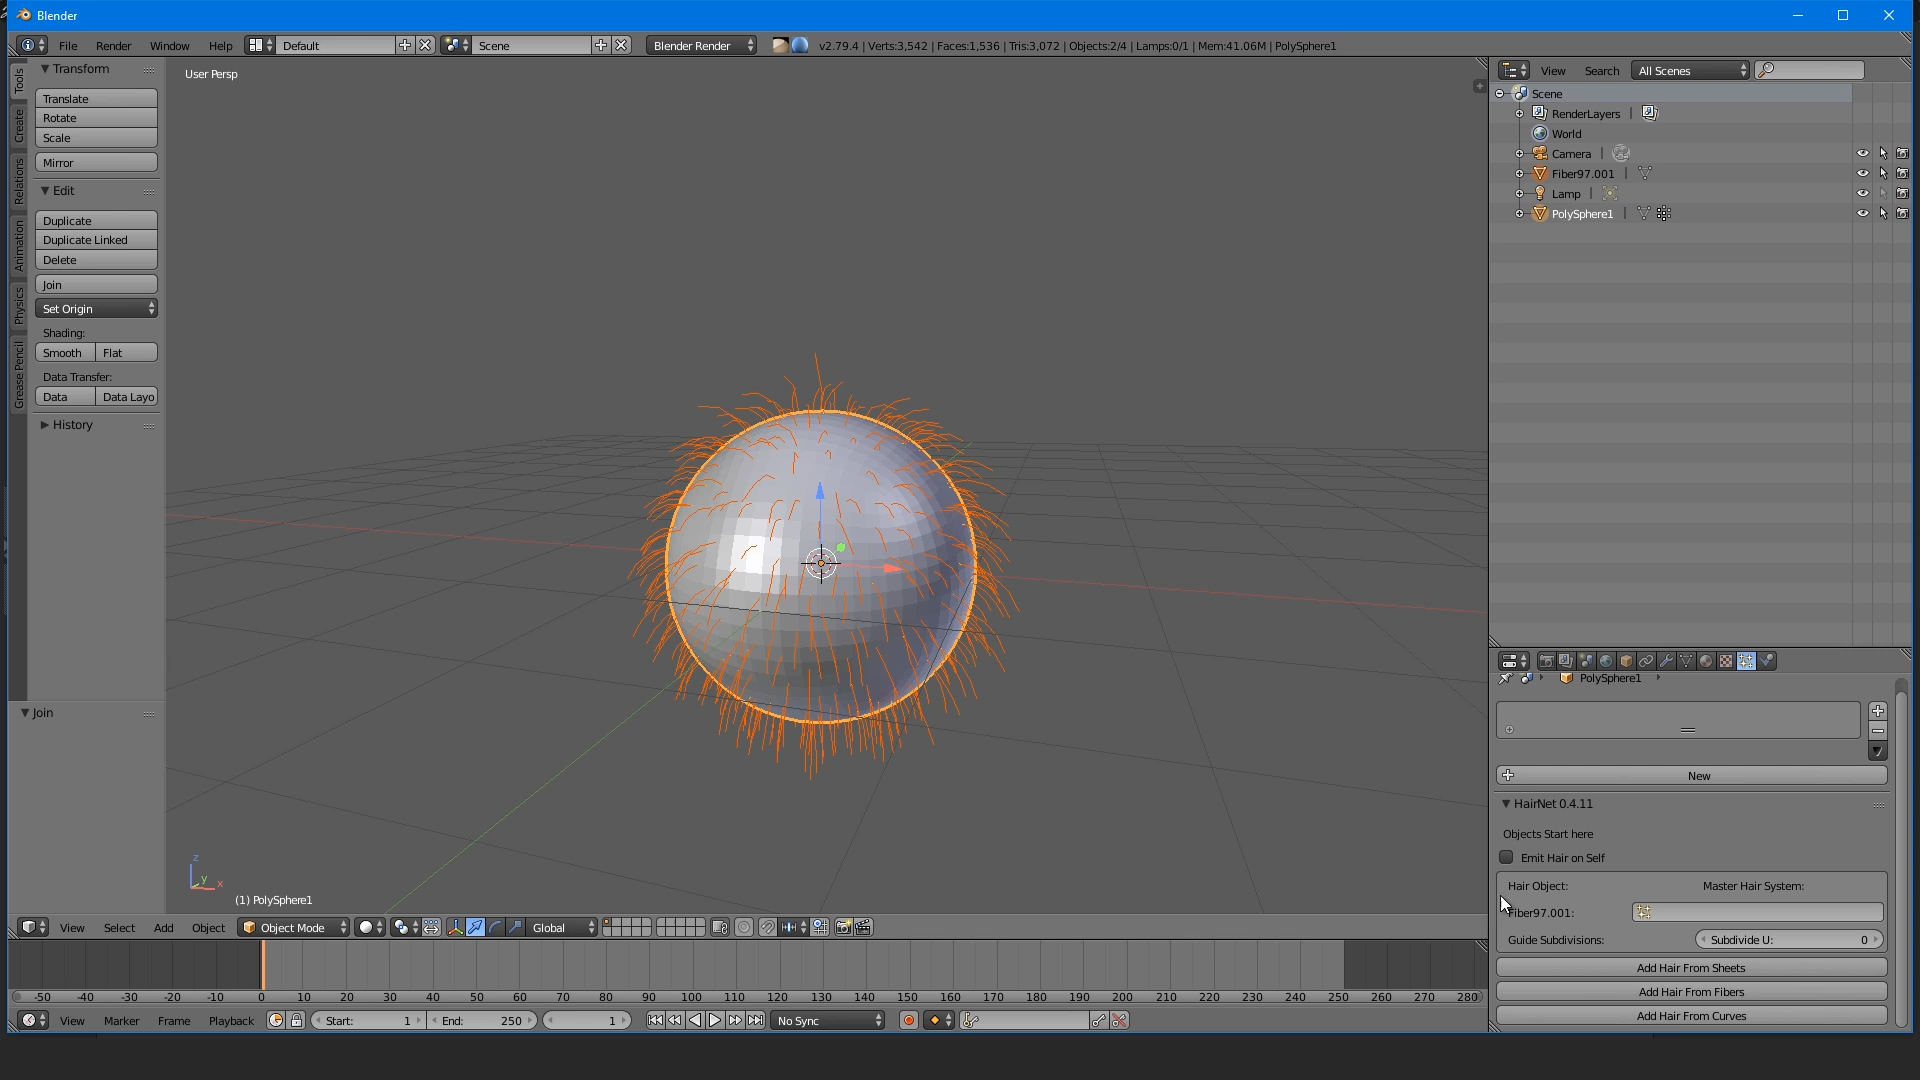 Blender
File Render Window Help Default Scene Blender Render v2.79.4 | Verts:3,542 | Faces:1,536 | Tris:3,072 | Objects:2/4 | Lamps:0/1 | Mem:41.06M | PolySphere1
Tools
Create
Relations
Animation
Physics
Grease Pencil
Transform
Translate
Rotate
Scale
Mirror
Edit
Duplicate
Duplicate Linked
Delete
Join
Set Origin
Shading:
Smooth Flat
Data Transfer:
Data Data Layo
History
Join
User Persp
z
y
x
(1) PolySphere1
View Select Add Object Object Mode Global
-50 -40 -30 -20 -10 0 10 20 30 40 50 60 70 80 90 100 110 120 130 140 150 160 170 180 190 200 210 220 230 240 250 260 270 280
View Marker Frame Playback Start: 1 End: 250 1 No Sync
View Search All Scenes
Scene
RenderLayers |
World
Camera |
Fiber97.001 |
Lamp |
PolySphere1 |
PolySphere1
New
HairNet 0.4.11
Objects Start here
Emit Hair on Self
Hair Object: Master Hair System:
Fiber97.001:
Guide Subdivisions: Subdivide U: 0
Add Hair From Sheets
Add Hair From Fibers
Add Hair From Curves